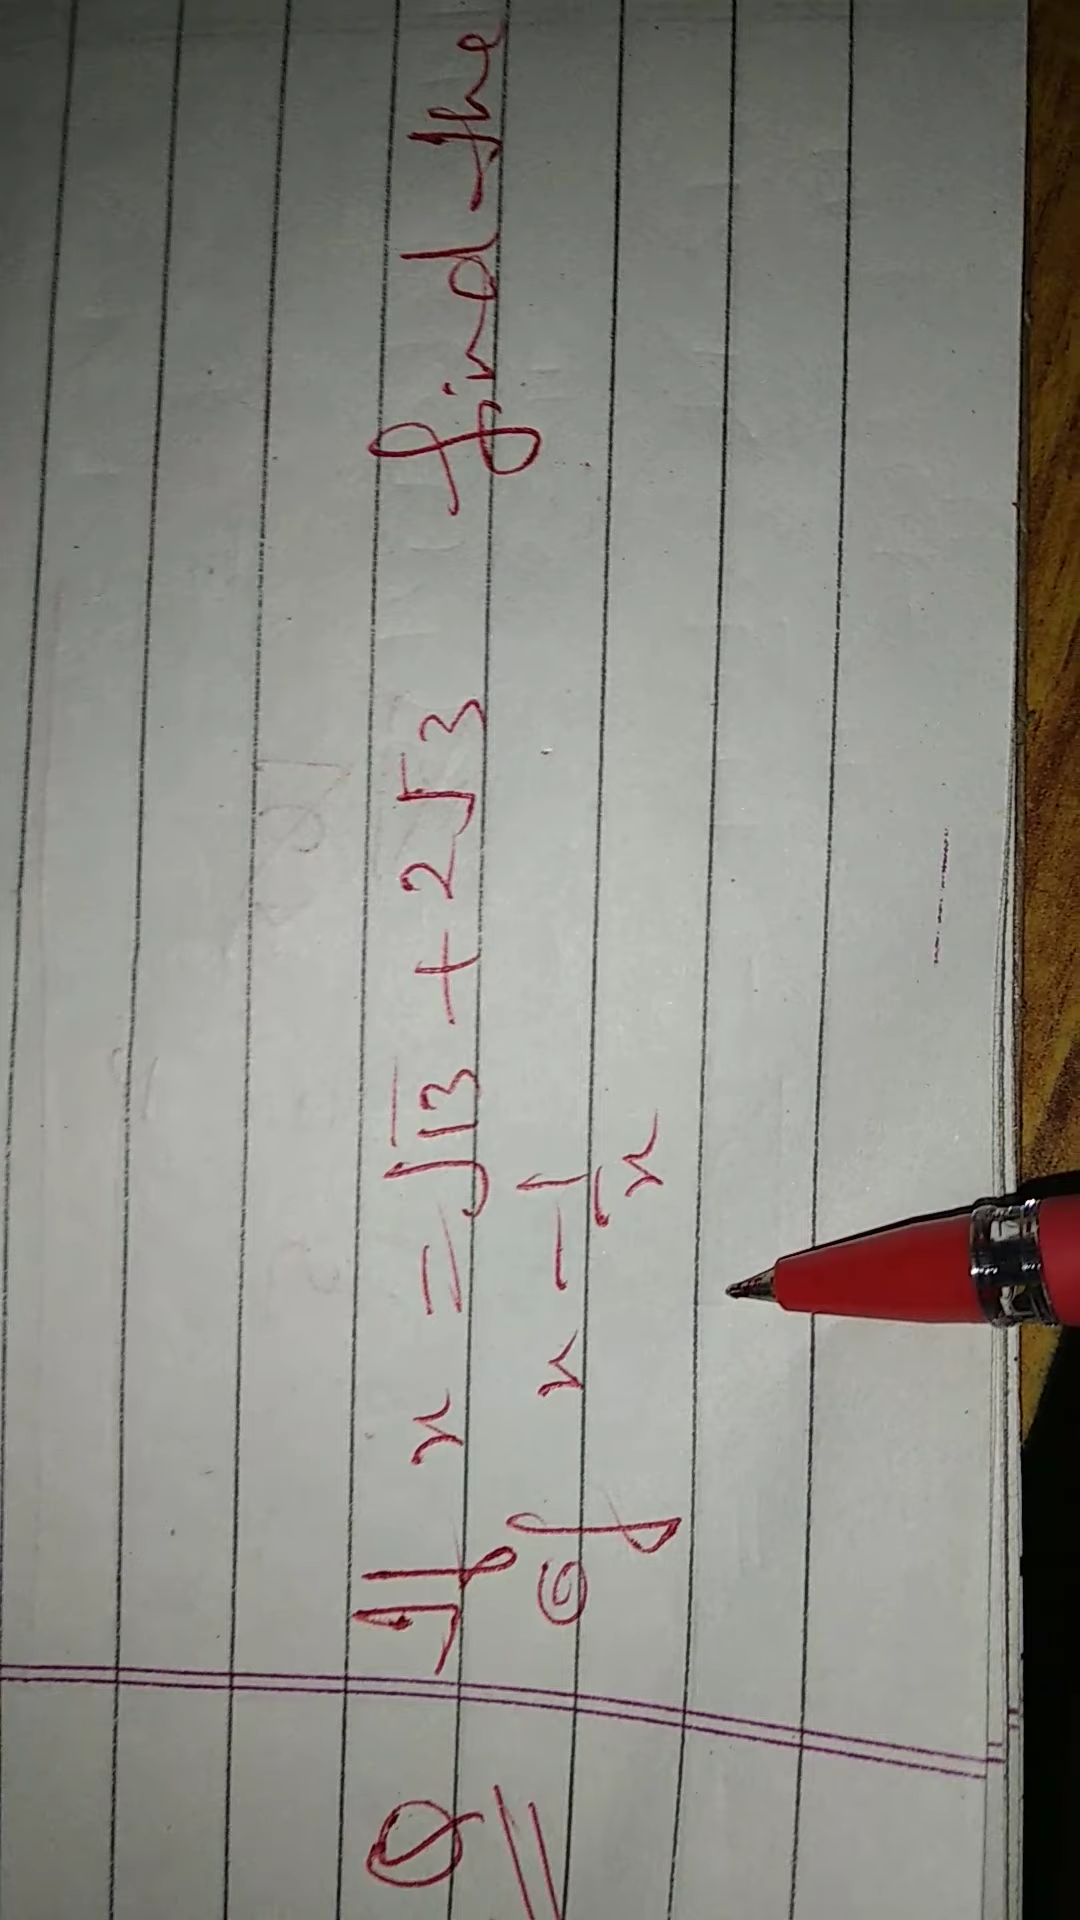 Q If x = √13 + 2√3 find the
of x - 1/x